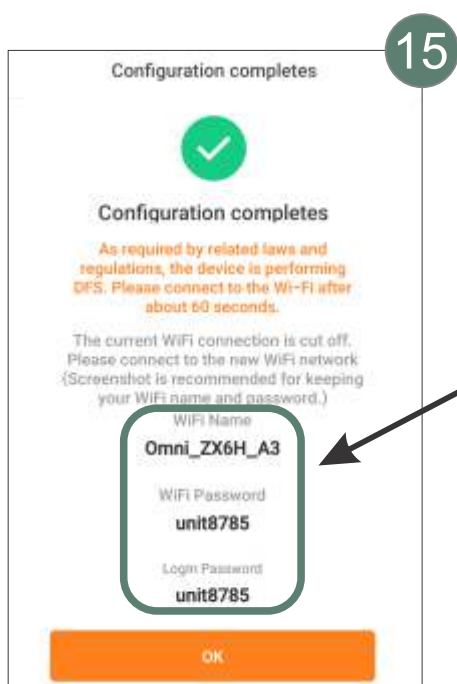 15
Configuration completes
Configuration completes
As required by related laws and
regulations, the device is performing
DFS. Please connect to the Wi-Fi after
about 60 seconds.
The current WiFi connection is cut off.
Please connect to the new WiFi network
(Screenshot is recommended for keeping
your WiFi name and password.)
WiFi Name
Omni_ZX6H_A3
WiFi Password
unit8785
Login Password
unit8785
OK